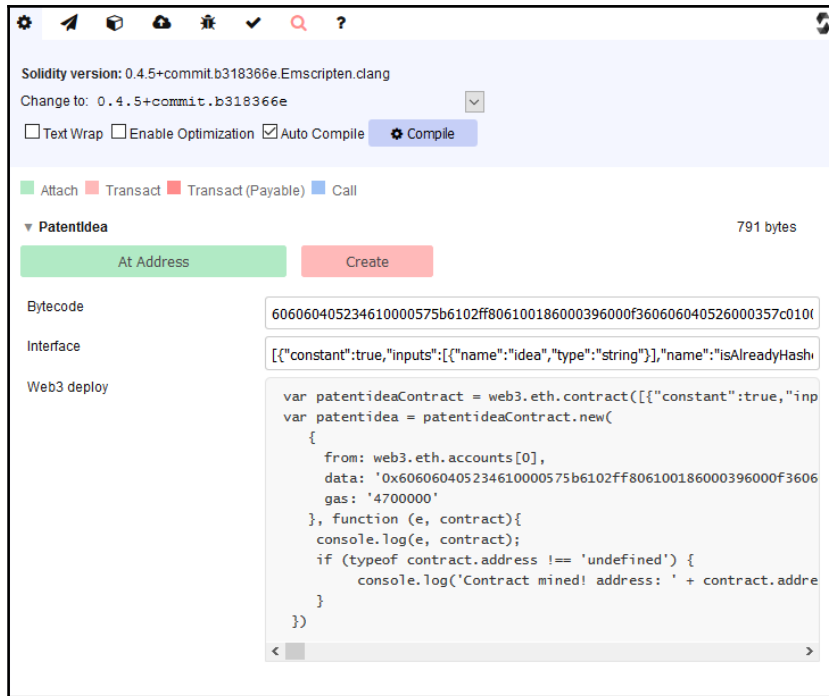 ?
Solidity version: 0.4.5+commit.b318366e.Emscripten.clang
Change to: 0.4.5+commit.b318366e
Text Wrap Enable Optimization Auto Compile Compile
Attach Transact Transact (Payable) Call
PatentIdea 791 bytes
At Address Create
Bytecode 606060405234610000575b6102ff806100186000396000f360606040526000357c0100
Interface [{"constant":true,"inputs":[{"name":"idea","type":"string"}],"name":"isAlreadyHashe
Web3 deploy
var patentideaContract = web3.eth.contract([{"constant":true,"inp
var patentidea = patentideaContract.new(
{
from: web3.eth.accounts[0],
data: '0x606060405234610000575b6102ff806100186000396000f3606
gas: '4700000'
}, function (e, contract){
console.log(e, contract);
if (typeof contract.address !== 'undefined') {
console.log('Contract mined! address: ' + contract.addre
}
})